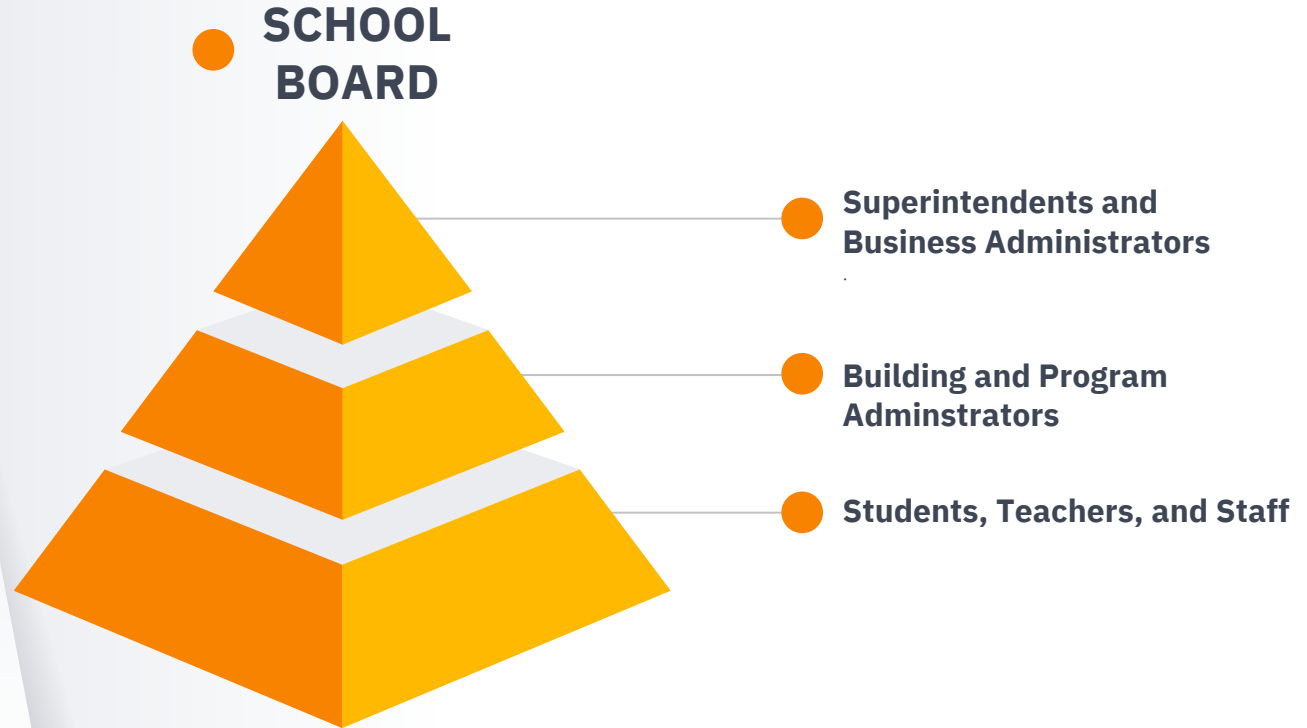 SCHOOL
BOARD
Superintendents and
Business Administrators
.
Building and Program
Adminstrators
Students, Teachers, and Staff